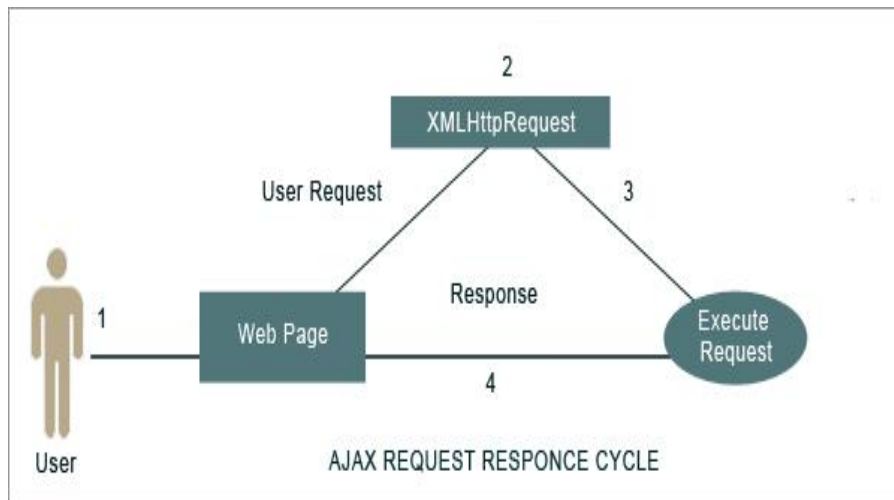 2
XMLHttpRequest
User Request
3
1
Response
Web Page
Execute
Request
4
User
AJAX REQUEST RESPONCE CYCLE